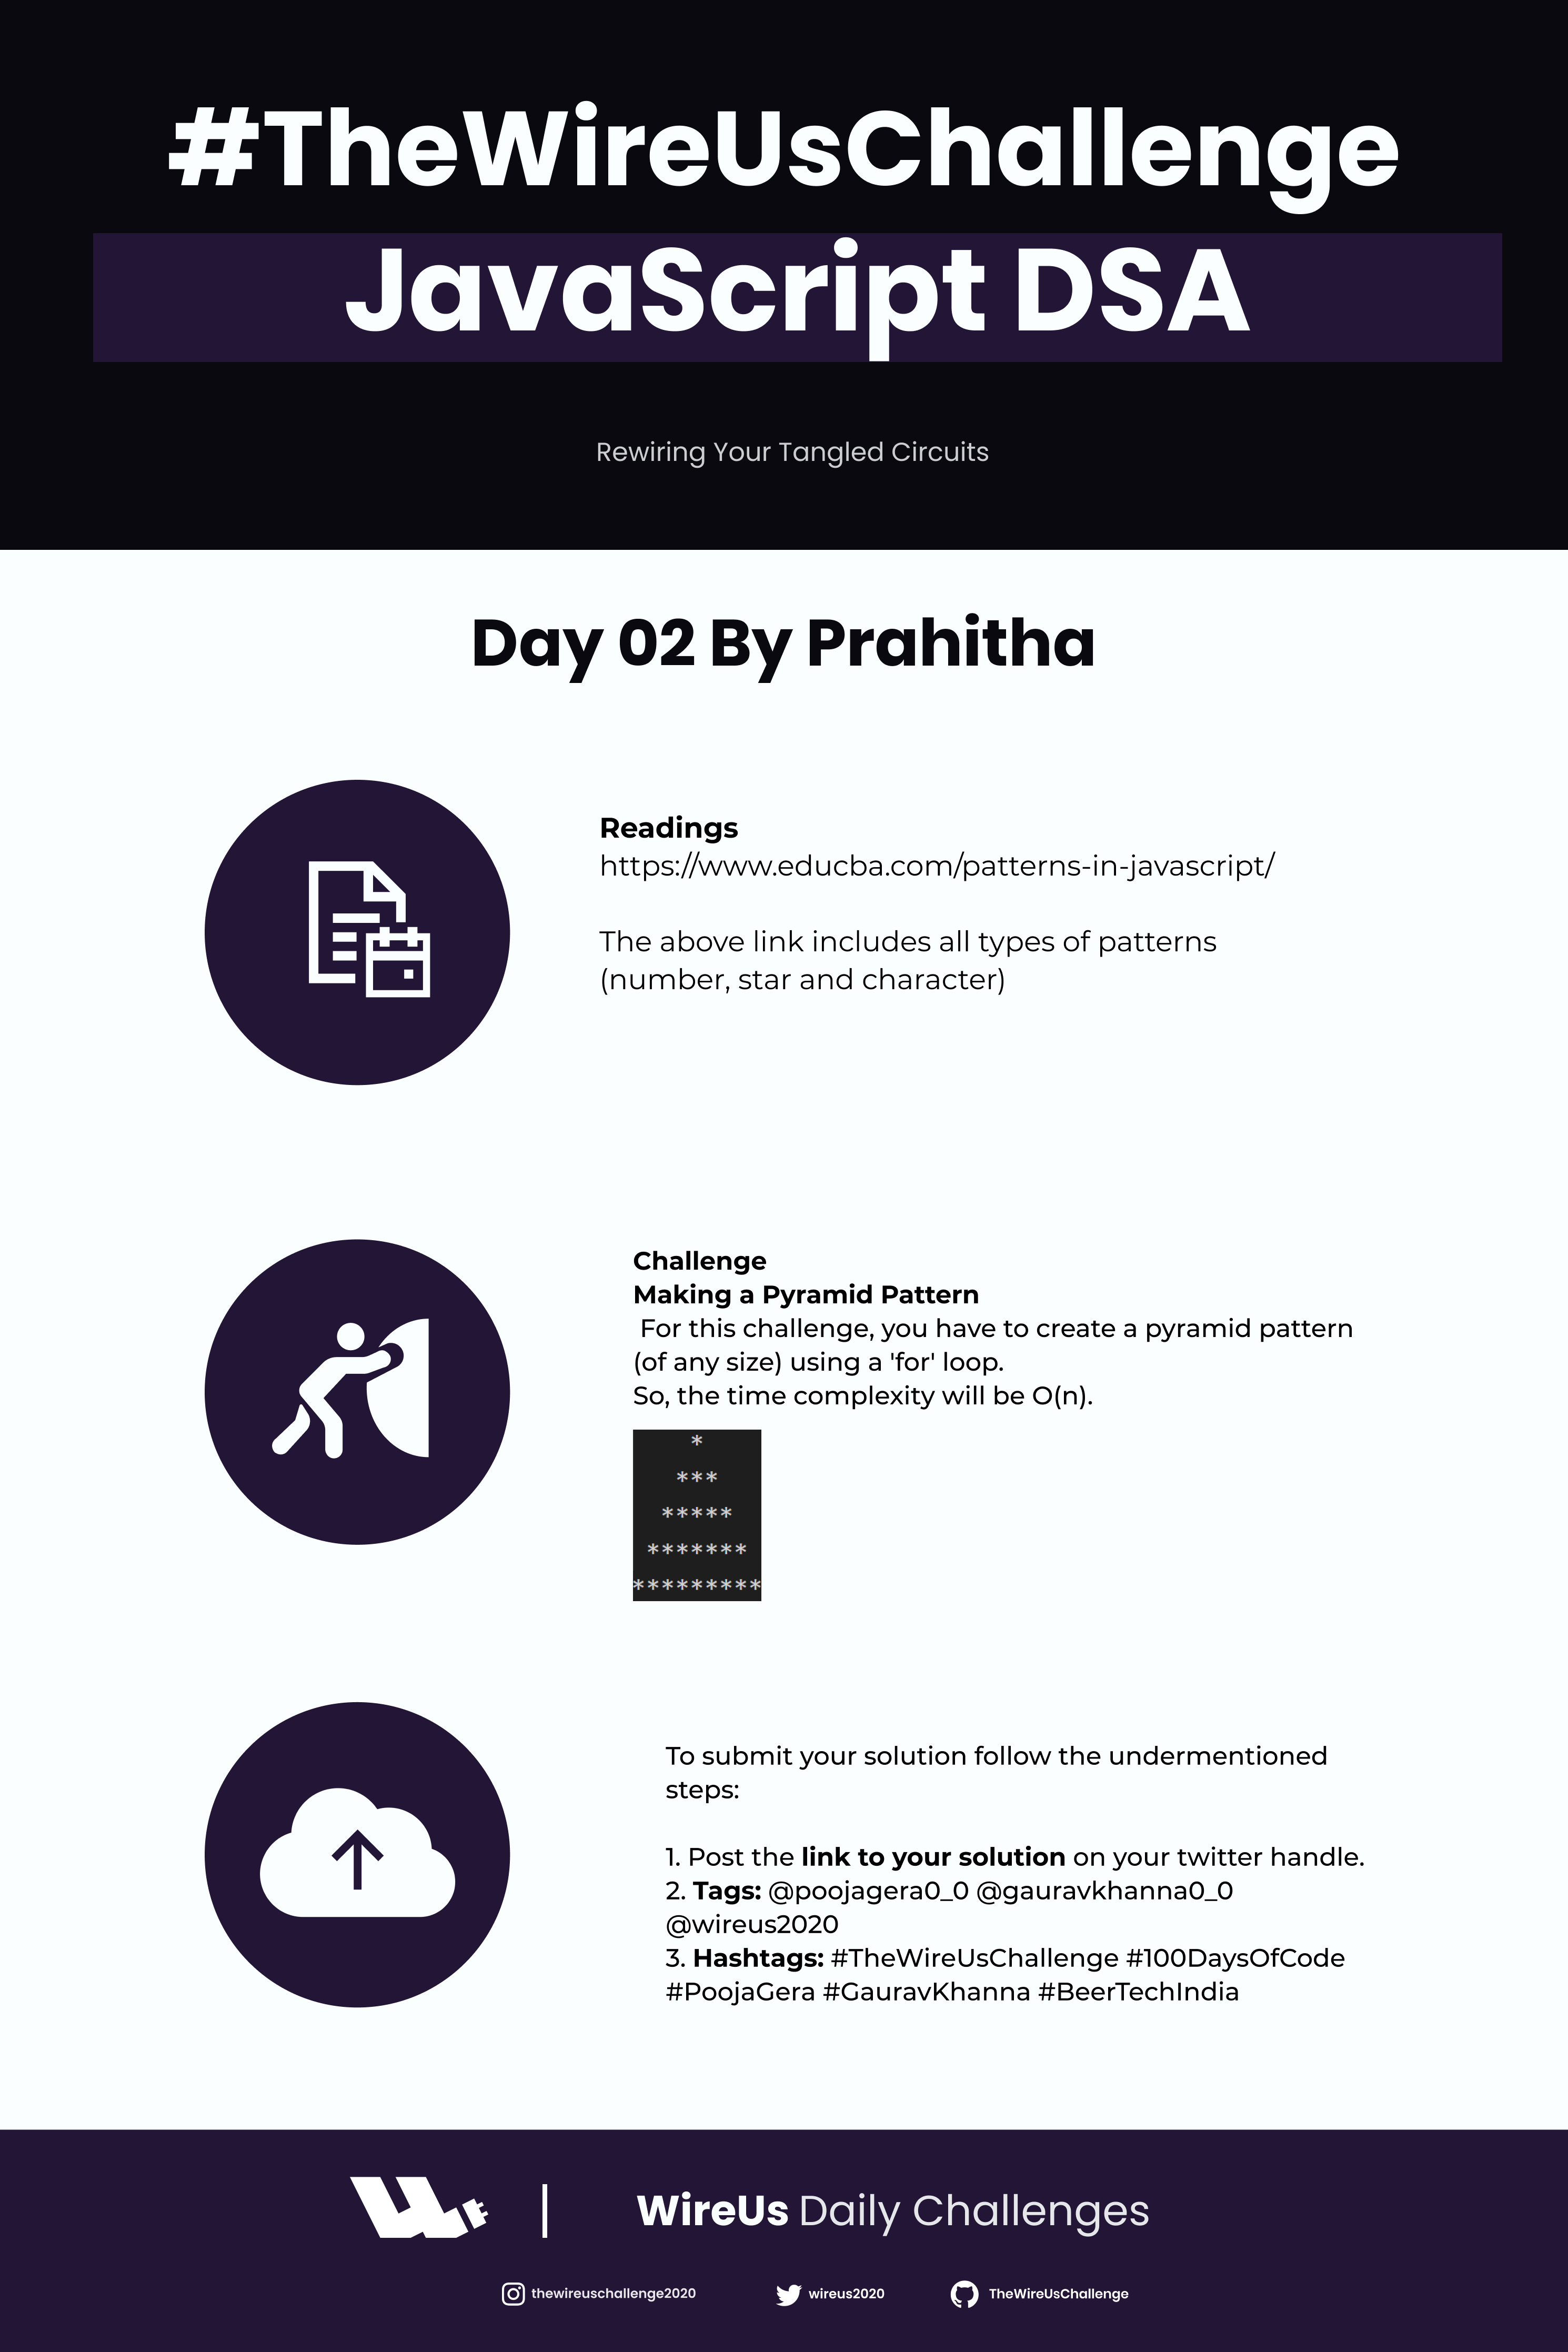 #TheWireUsChallenge
JavaScript DSA
Rewiring Your Tangled Circuits
Day 02 By Prahitha
Readings
https://www.educba.com/patterns-in-javascript/
The above link includes all types of patterns
(number, star and character)
Challenge
Making a Pyramid Pattern
For this challenge, you have to create a pyramid pattern
(of any size) using a 'for' loop.
So, the time complexity will be O(n).
*
***
*****
*******
*********
To submit your solution follow the undermentioned
steps:
1. Post the link to your solution on your twitter handle.
2. Tags: @poojagera0_0 @gauravkhanna0_0
@wireus2020
3. Hashtags: #TheWireUsChallenge #100DaysOfCode
#PoojaGera #GauravKhanna #BeerTechIndia
WireUs Daily Challenges
thewireuschallenge2020
wireus2020
TheWireUsChallenge